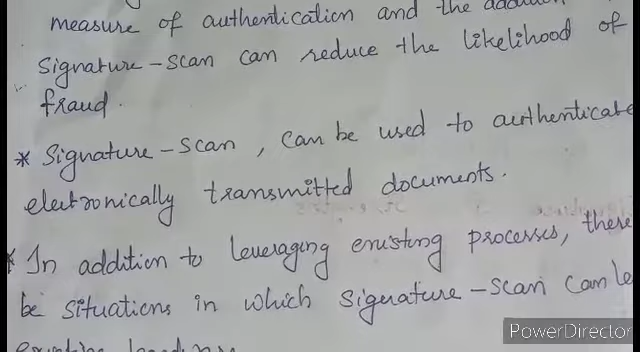 measure of authentication and the
Signature-scan can reduce the likelihood of
fraud.
* Signature-scan, can be used to authenticate
electronically transmitted documents.
* In addition to leveraging existing processes, there
be situations in which signature-scan can le
PowerDirector